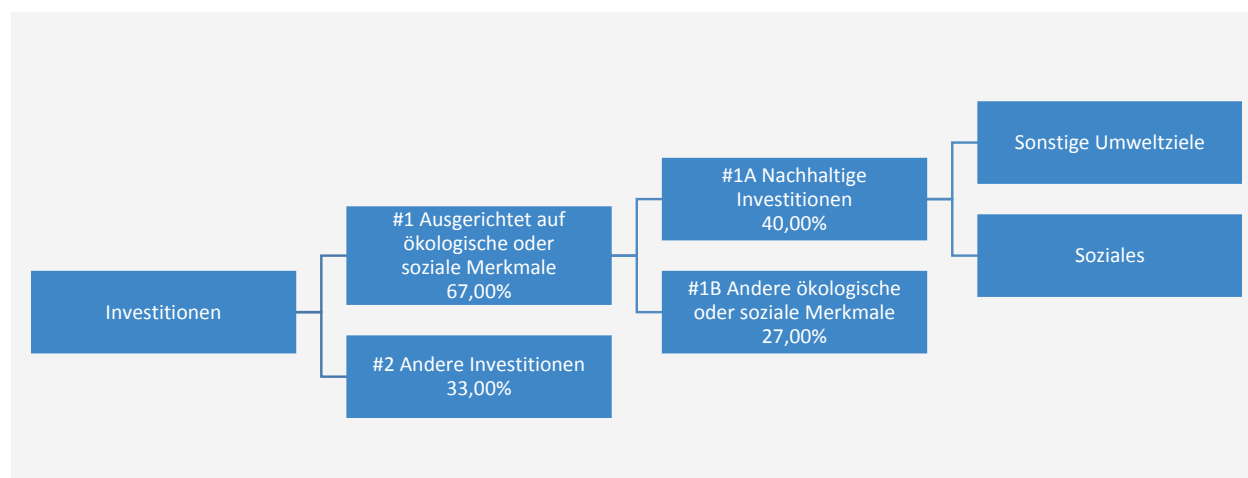 Investitionen
#1 Ausgerichtet auf
ökologische oder
soziale Merkmale
67,00%
#2 Andere Investitionen
33,00%
#1A Nachhaltige
Investitionen
40,00%
#1B Andere ökologische
oder soziale Merkmale
27,00%
Sonstige Umweltziele
Soziales